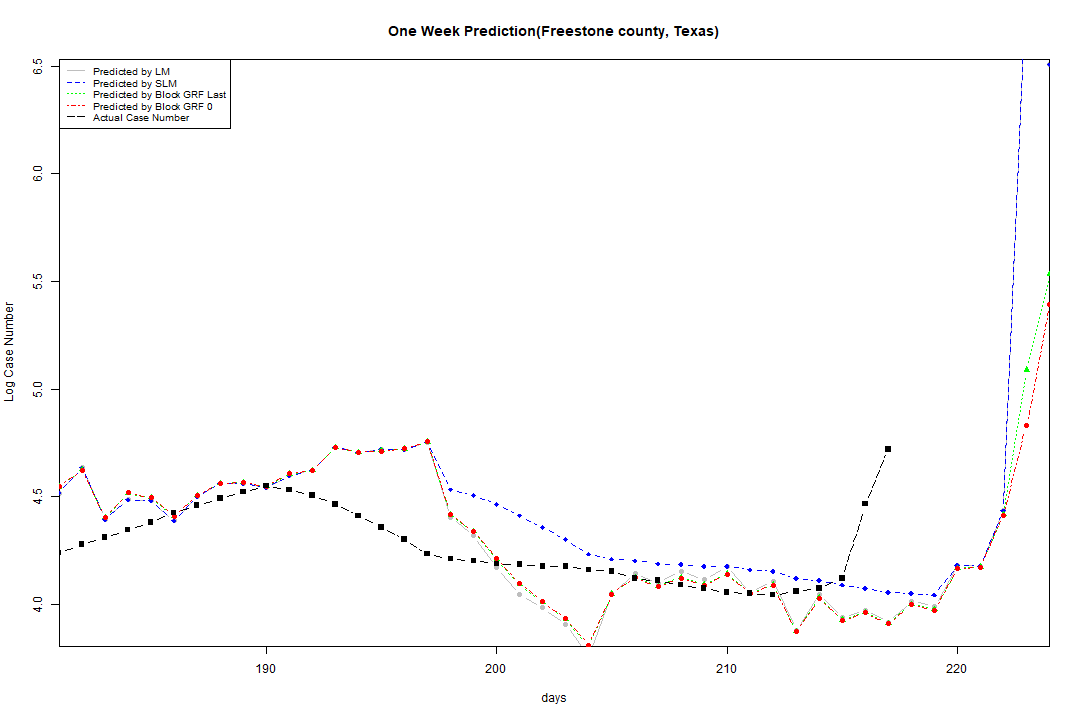 One Week Prediction(Freestone county, Texas)
Predicted by LM
Predicted by SLM
Predicted by Block GRF Last
Predicted by Block GRF 0
Actual Case Number
6.5
6.0
5.5
5.0
4.5
4.0
Log Case Number
190 200 210 220
days